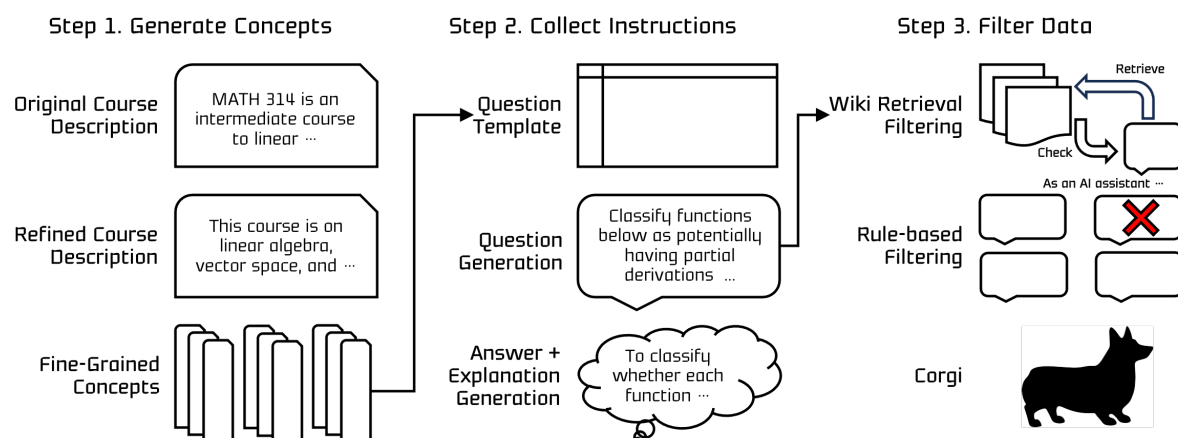 Step 1. Generate Concepts
Original Course
Description
MATH 314 is an
intermediate course
to linear ...
Refined Course
Description
This course is on
linear algebra,
vector space, and ...
Fine-Grained
Concepts
Step 2. Collect Instructions
Question
Template
Question
Generation
Classify functions
below as potentially
having partial
derivations ...
Answer +
Explanation
Generation
To classify
whether each
function ...
Step 3. Filter Data
Wiki Retrieval
Filtering
Retrieve
Check
As an AI assistant ...
Rule-based
Filtering
Corgi